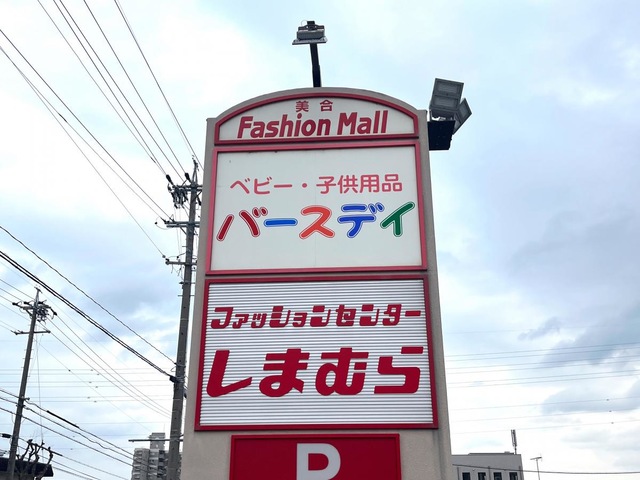 美合
Fashion Mall
ベビー・子供用品
バースデイ
ファッションセンター
しまむら
P